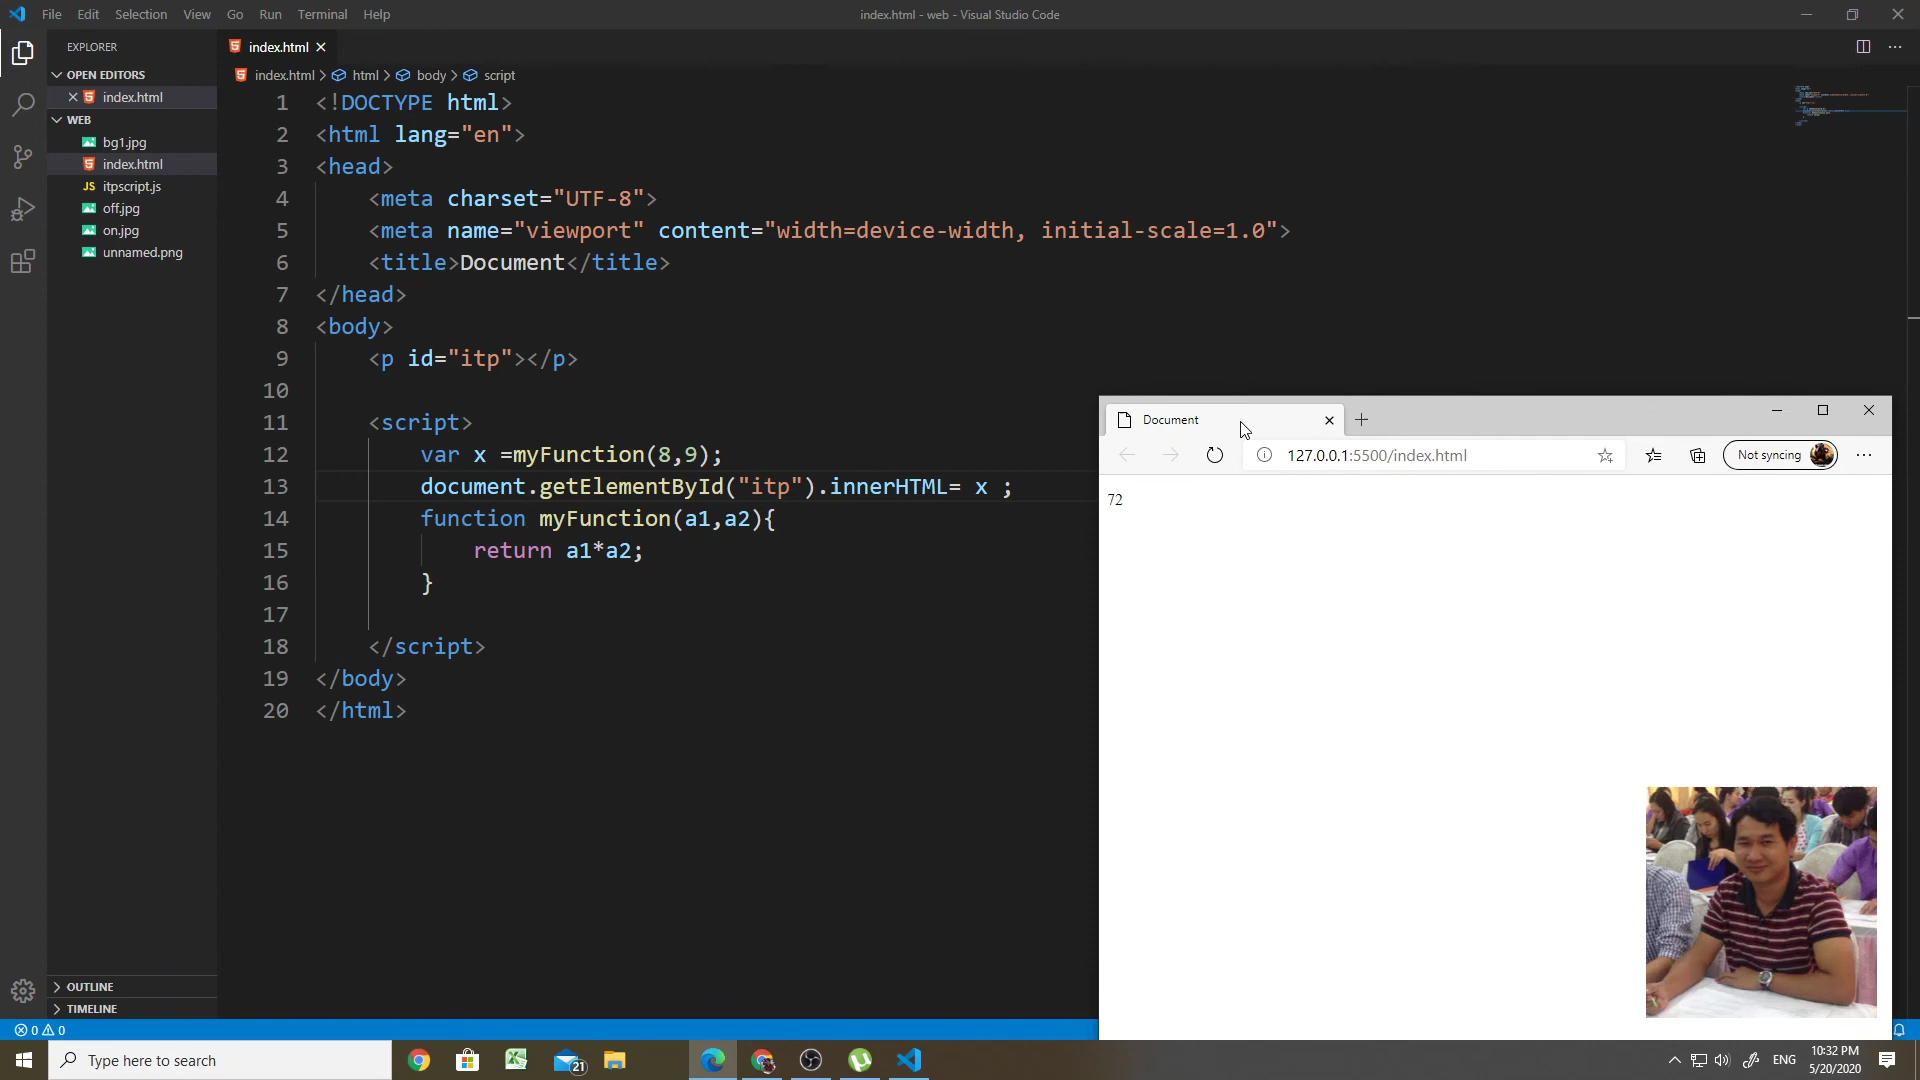 File Edit Selection View Go Run Terminal Help
index.html - web - Visual Studio Code
EXPLORER
OPEN EDITORS
index.html
WEB
bg1.jpg
index.html
JS itpscript.js
off.jpg
on.jpg
unnamed.png
OUTLINE
TIMELINE
index.html
index.html > html > body > script
1 <!DOCTYPE html>
2 <html lang="en">
3 <head>
4 <meta charset="UTF-8">
5 <meta name="viewport" content="width=device-width, initial-scale=1.0">
6 <title>Document</title>
7 </head>
8 <body>
9 <p id="itp"></p>
10
11 <script>
12 var x =myFunction(8,9);
13 document.getElementById("itp").innerHTML= x ;
14 function myFunction(a1,a2){
15 return a1*a2;
16 }
17
18 </script>
19 </body>
20 </html>
Document
127.0.0.1:5500/index.html
Not syncing
72
0 0
Type here to search
21
ENG
10:32 PM
5/20/2020